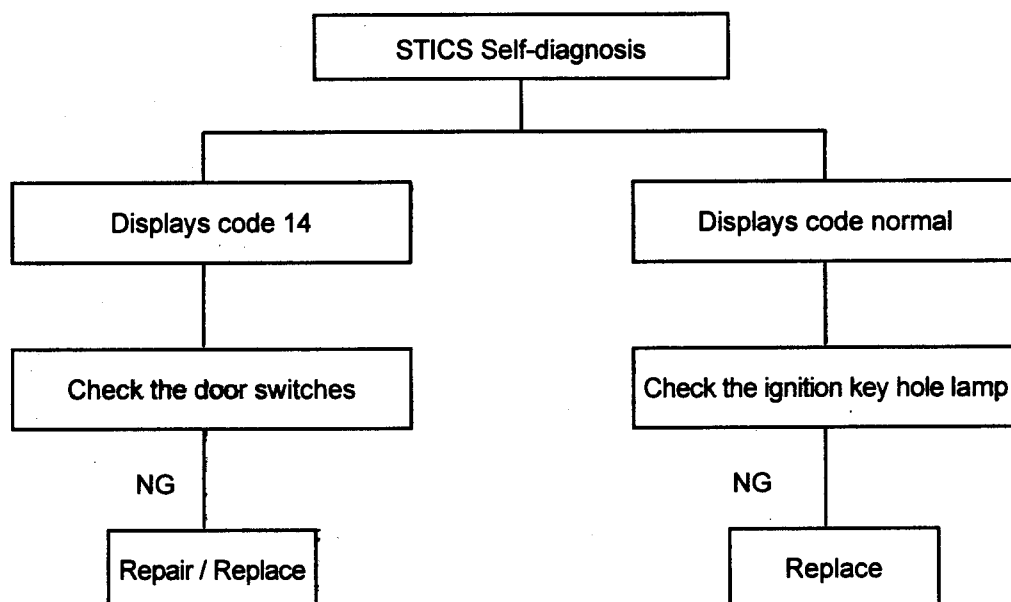 STICS Self-diagnosis
Displays code 14
Displays code normal
Check the door switches
Check the ignition key hole lamp
NG
NG
Repair / Replace
Replace